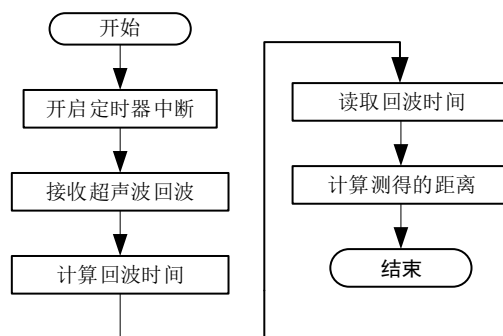 开始
开启定时器中断
接收超声波回波
计算回波时间
读取回波时间
计算测得的距离
结束